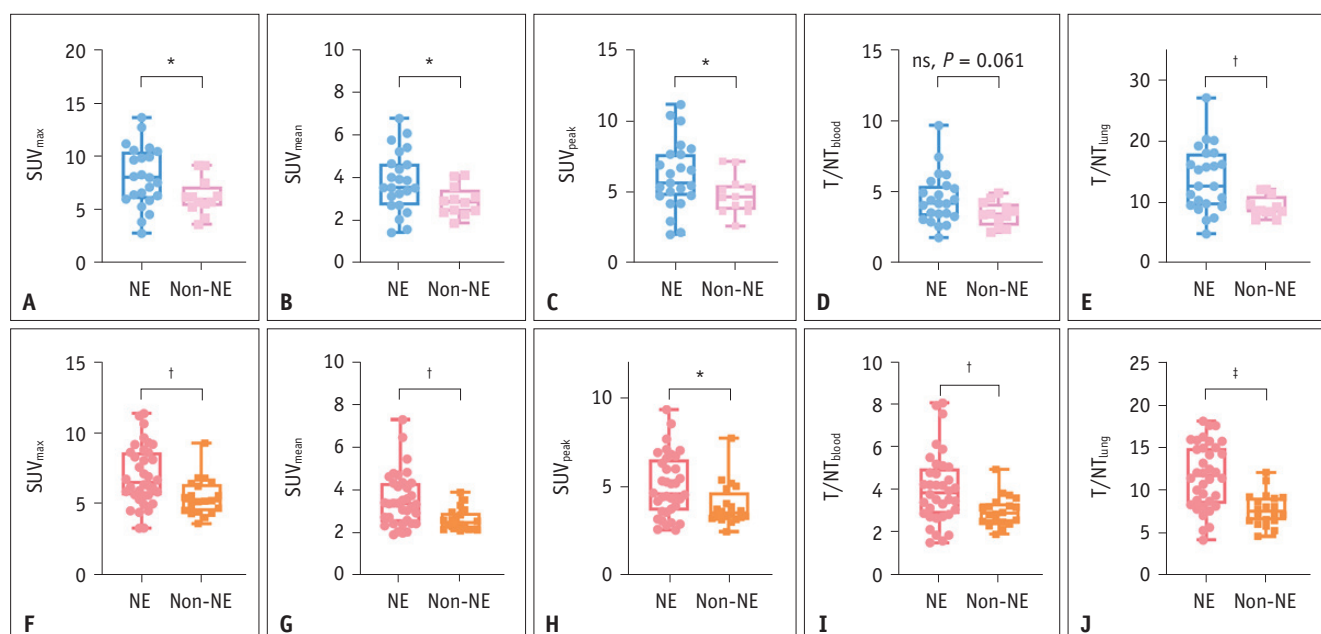 A
SUVmax
20
15
10
5
0
*
NE Non-NE
B
SUVmean
10
8
6
4
2
0
*
NE Non-NE
C
SUVpeak
15
10
5
0
*
NE Non-NE
D
T/NTblood
15
10
5
0
ns, P = 0.061
NE Non-NE
E
T/NTlung
30
20
10
0
†
NE Non-NE
F
SUVmax
15
10
5
0
†
NE Non-NE
G
SUVmean
10
8
6
4
2
0
†
NE Non-NE
H
SUVpeak
10
5
0
*
NE Non-NE
I
T/NTblood
10
8
6
4
2
0
†
NE Non-NE
J
T/NTlung
25
20
15
10
5
0
‡
NE Non-NE